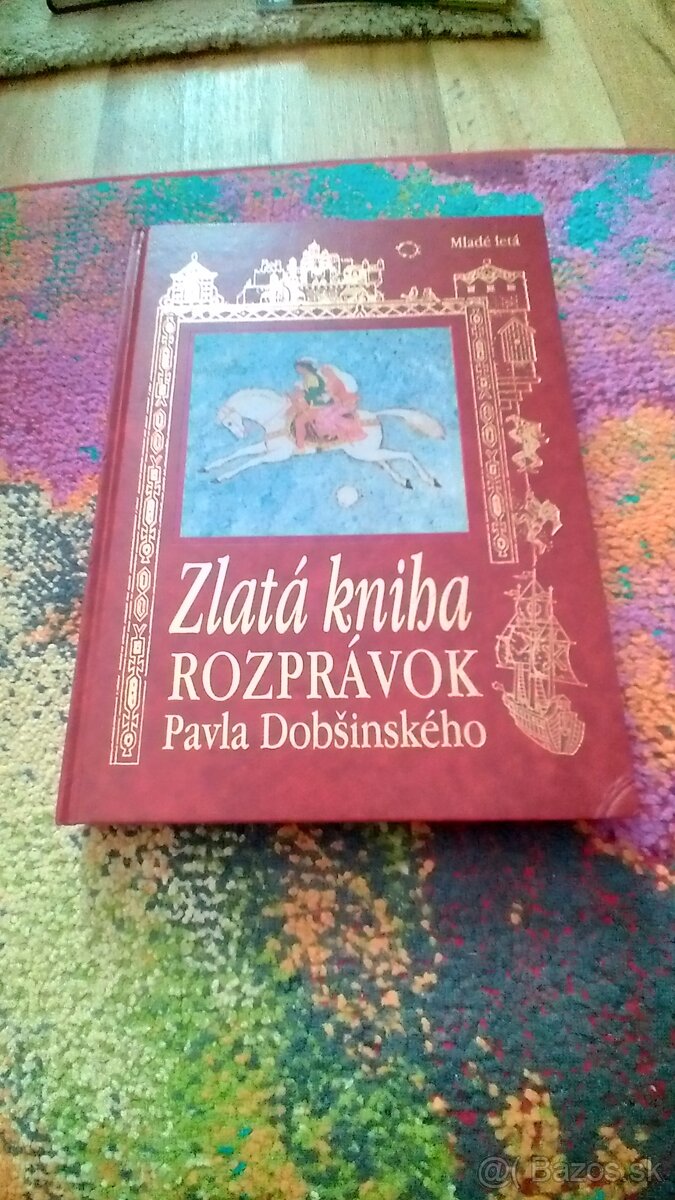 Mladé letá
Zlatá kniha
ROZPRÁVOK
Pavla Dobšinského
Bazos.sk